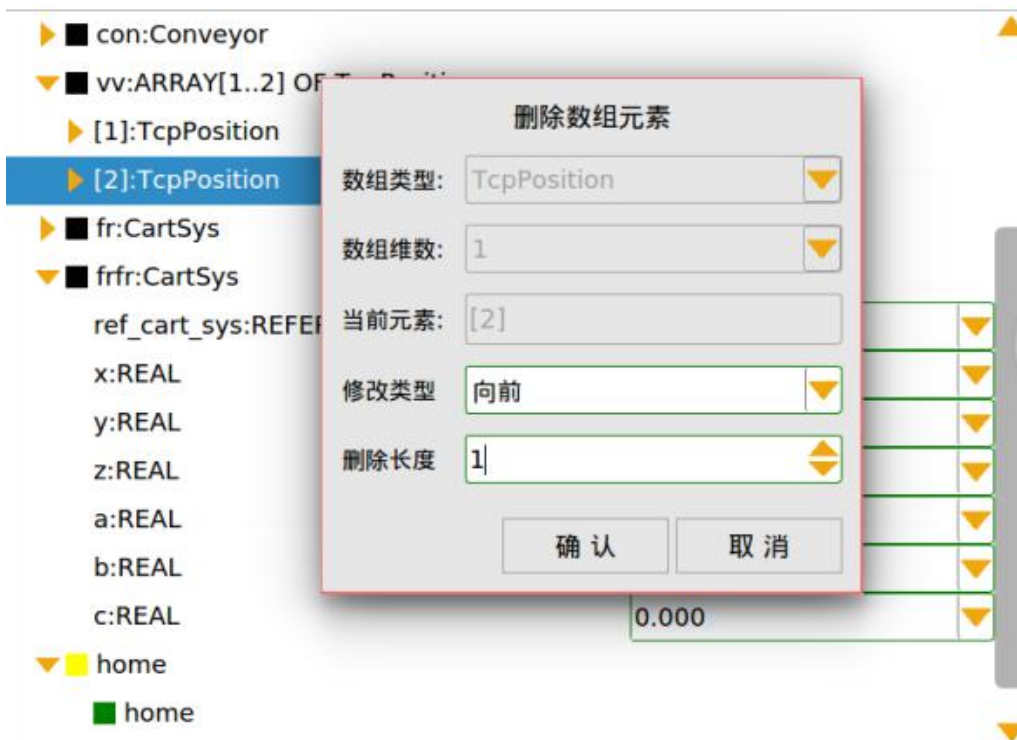 con:Conveyor
vv:ARRAY[1..2] OF
[1]:TcpPosition
[2]:TcpPosition
fr:CartSys
frfr:CartSys
ref_cart_sys:REFE
x:REAL
y:REAL
z:REAL
a:REAL
b:REAL
c:REAL
0.000
home
home
删除数组元素
数组类型:
TcpPosition
数组维数:
1
当前元素:
[2]
修改类型
向前
删除长度
1
确认
取消